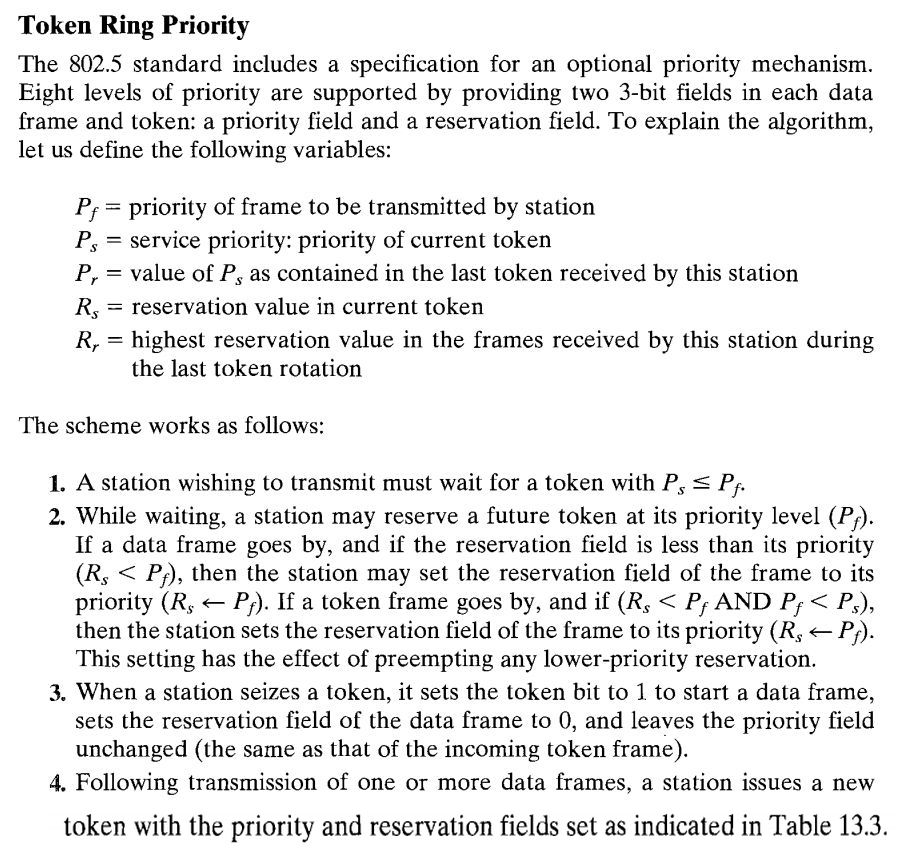 Token Ring Priority
The 802.5 standard includes a specification for an optional priority mechanism.
Eight levels of priority are supported by providing two 3-bit fields in each data
frame and token: a priority field and a reservation field. To explain the algorithm,
let us define the following variables:
P_f = priority of frame to be transmitted by station
P_s = service priority: priority of current token
P_r = value of P_s as contained in the last token received by this station
R_s = reservation value in current token
R_r = highest reservation value in the frames received by this station during
the last token rotation
The scheme works as follows:
1. A station wishing to transmit must wait for a token with P_s ≤ P_f.
2. While waiting, a station may reserve a future token at its priority level (P_f).
If a data frame goes by, and if the reservation field is less than its priority
(R_s < P_f), then the station may set the reservation field of the frame to its
priority (R_s ← P_f). If a token frame goes by, and if (R_s < P_f AND P_f < P_s),
then the station sets the reservation field of the frame to its priority (R_s ← P_f).
This setting has the effect of preempting any lower-priority reservation.
3. When a station seizes a token, it sets the token bit to 1 to start a data frame,
sets the reservation field of the data frame to 0, and leaves the priority field
unchanged (the same as that of the incoming token frame).
4. Following transmission of one or more data frames, a station issues a new
token with the priority and reservation fields set as indicated in Table 13.3.